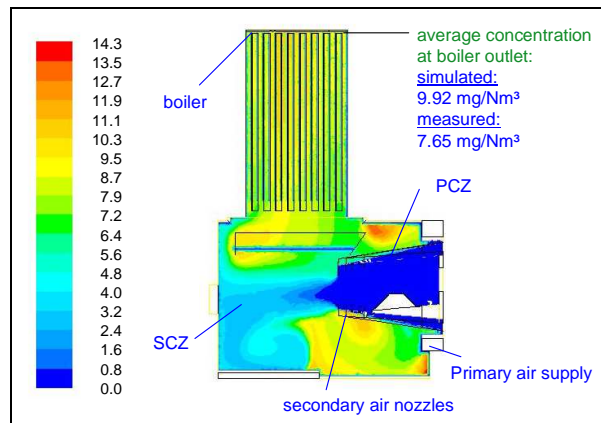 14.3
13.5
12.7
11.9
11.1
10.3
9.5
8.7
7.9
7.2
6.4
5.6
4.8
4.0
3.2
2.4
1.6
0.8
0.0
boiler
average concentration
at boiler outlet:
simulated:
9.92 mg/Nm³
measured:
7.65 mg/Nm³
PCZ
SCZ
Primary air supply
secondary air nozzles